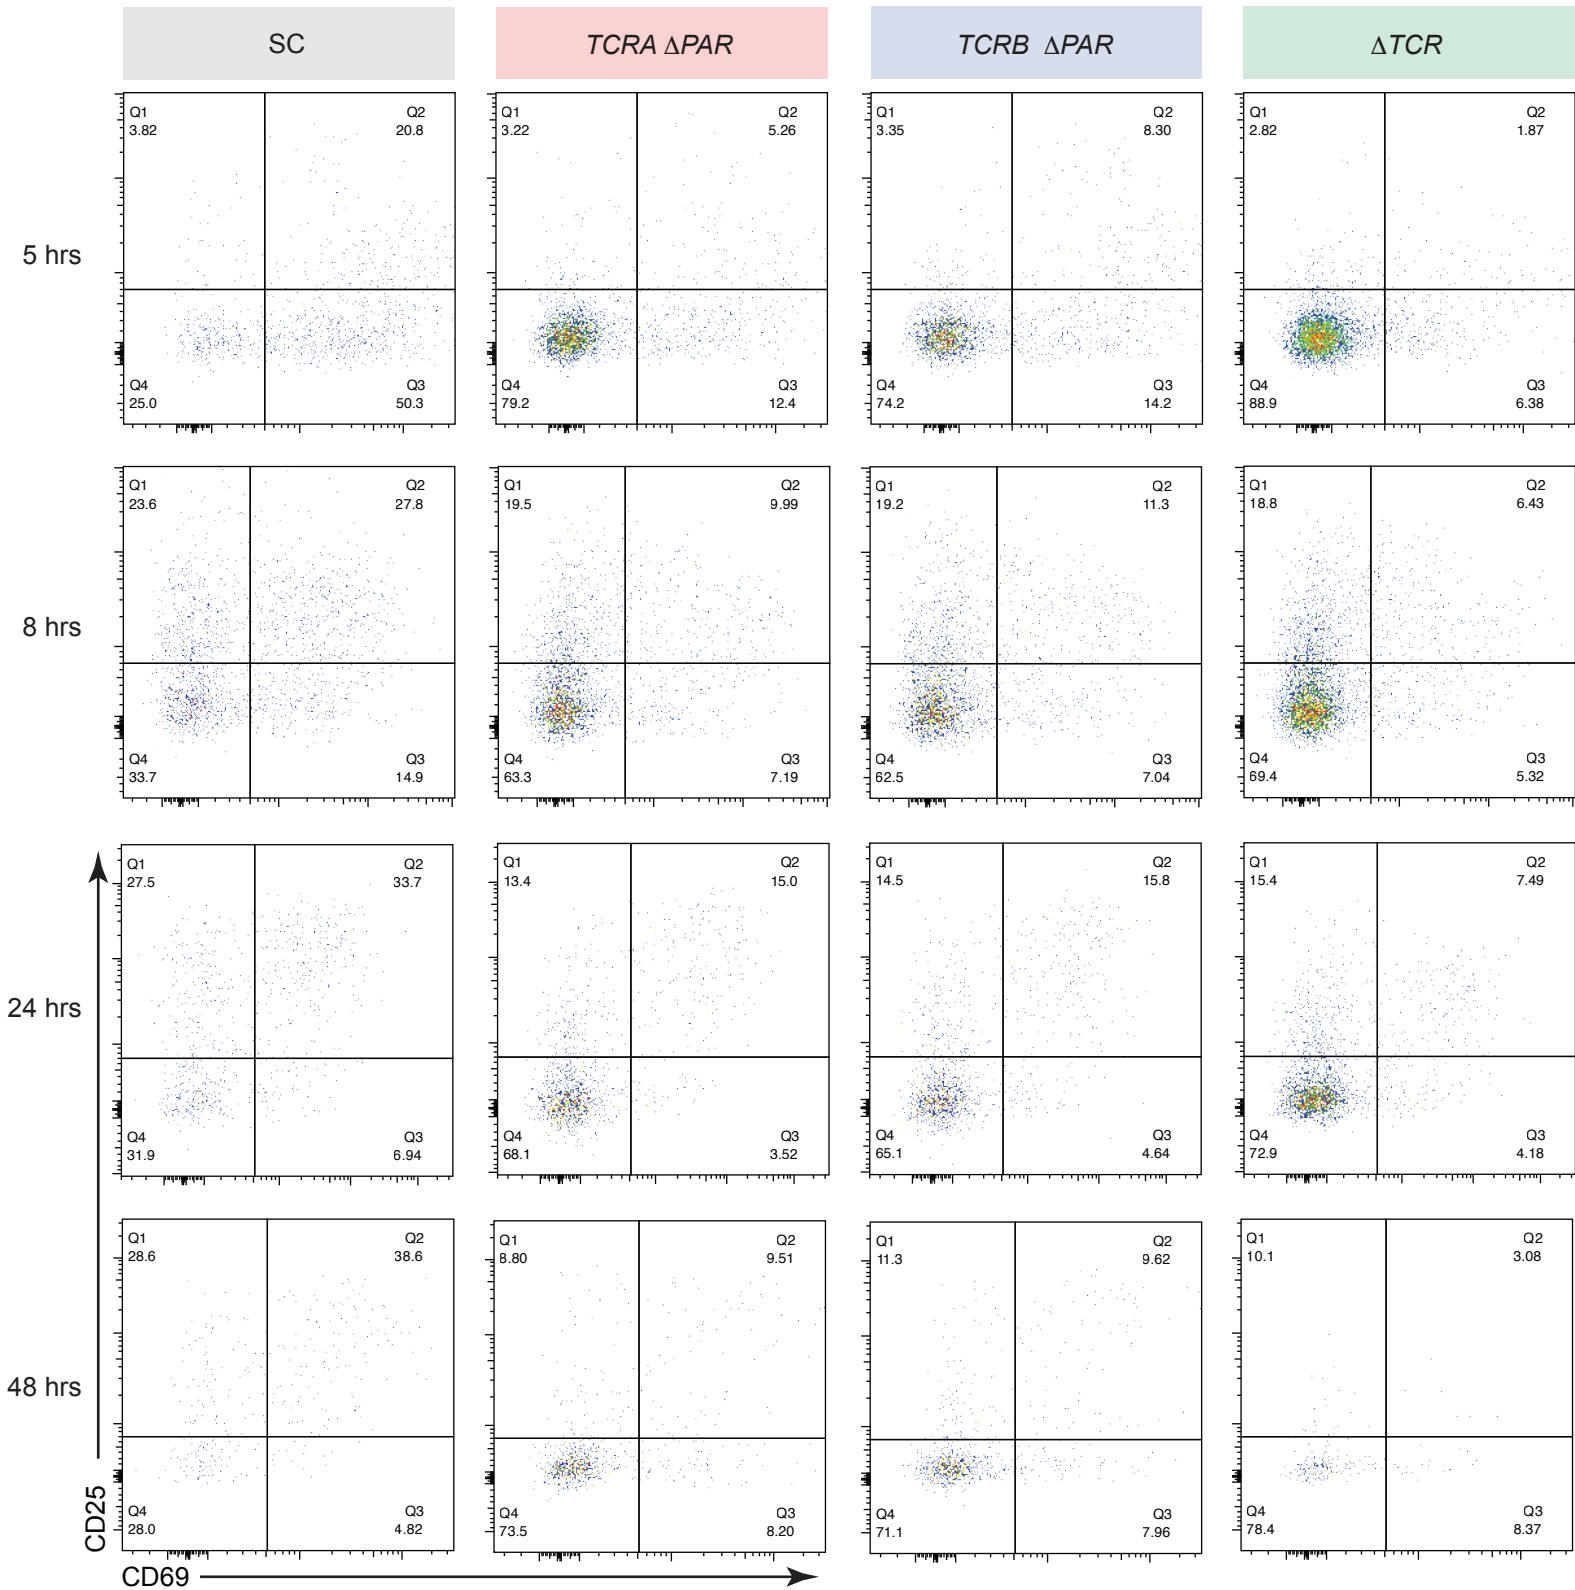 SC
TCRA ΔPAR
TCRB ΔPAR
ΔTCR
5 hrs
Q1
3.82
Q2
20.8
Q4
25.0
Q3
50.3
Q1
3.22
Q2
5.26
Q4
79.2
Q3
12.4
Q1
3.35
Q2
8.30
Q4
74.2
Q3
14.2
Q1
2.82
Q2
1.87
Q4
88.9
Q3
6.38
8 hrs
Q1
23.6
Q2
27.8
Q4
33.7
Q3
14.9
Q1
19.5
Q2
9.99
Q4
63.3
Q3
7.19
Q1
19.2
Q2
11.3
Q4
62.5
Q3
7.04
Q1
18.8
Q2
6.43
Q4
69.4
Q3
5.32
24 hrs
Q1
27.5
Q2
33.7
Q4
31.9
Q3
6.94
Q1
13.4
Q2
15.0
Q4
68.1
Q3
3.52
Q1
14.5
Q2
15.8
Q4
65.1
Q3
4.64
Q1
15.4
Q2
7.49
Q4
72.9
Q3
4.18
48 hrs
Q1
28.6
Q2
38.6
Q4
28.0
Q3
4.82
Q1
8.80
Q2
9.51
Q4
73.5
Q3
8.20
Q1
11.3
Q2
9.62
Q4
71.1
Q3
7.96
Q1
10.1
Q2
3.08
Q4
78.4
Q3
8.37
CD25
CD69